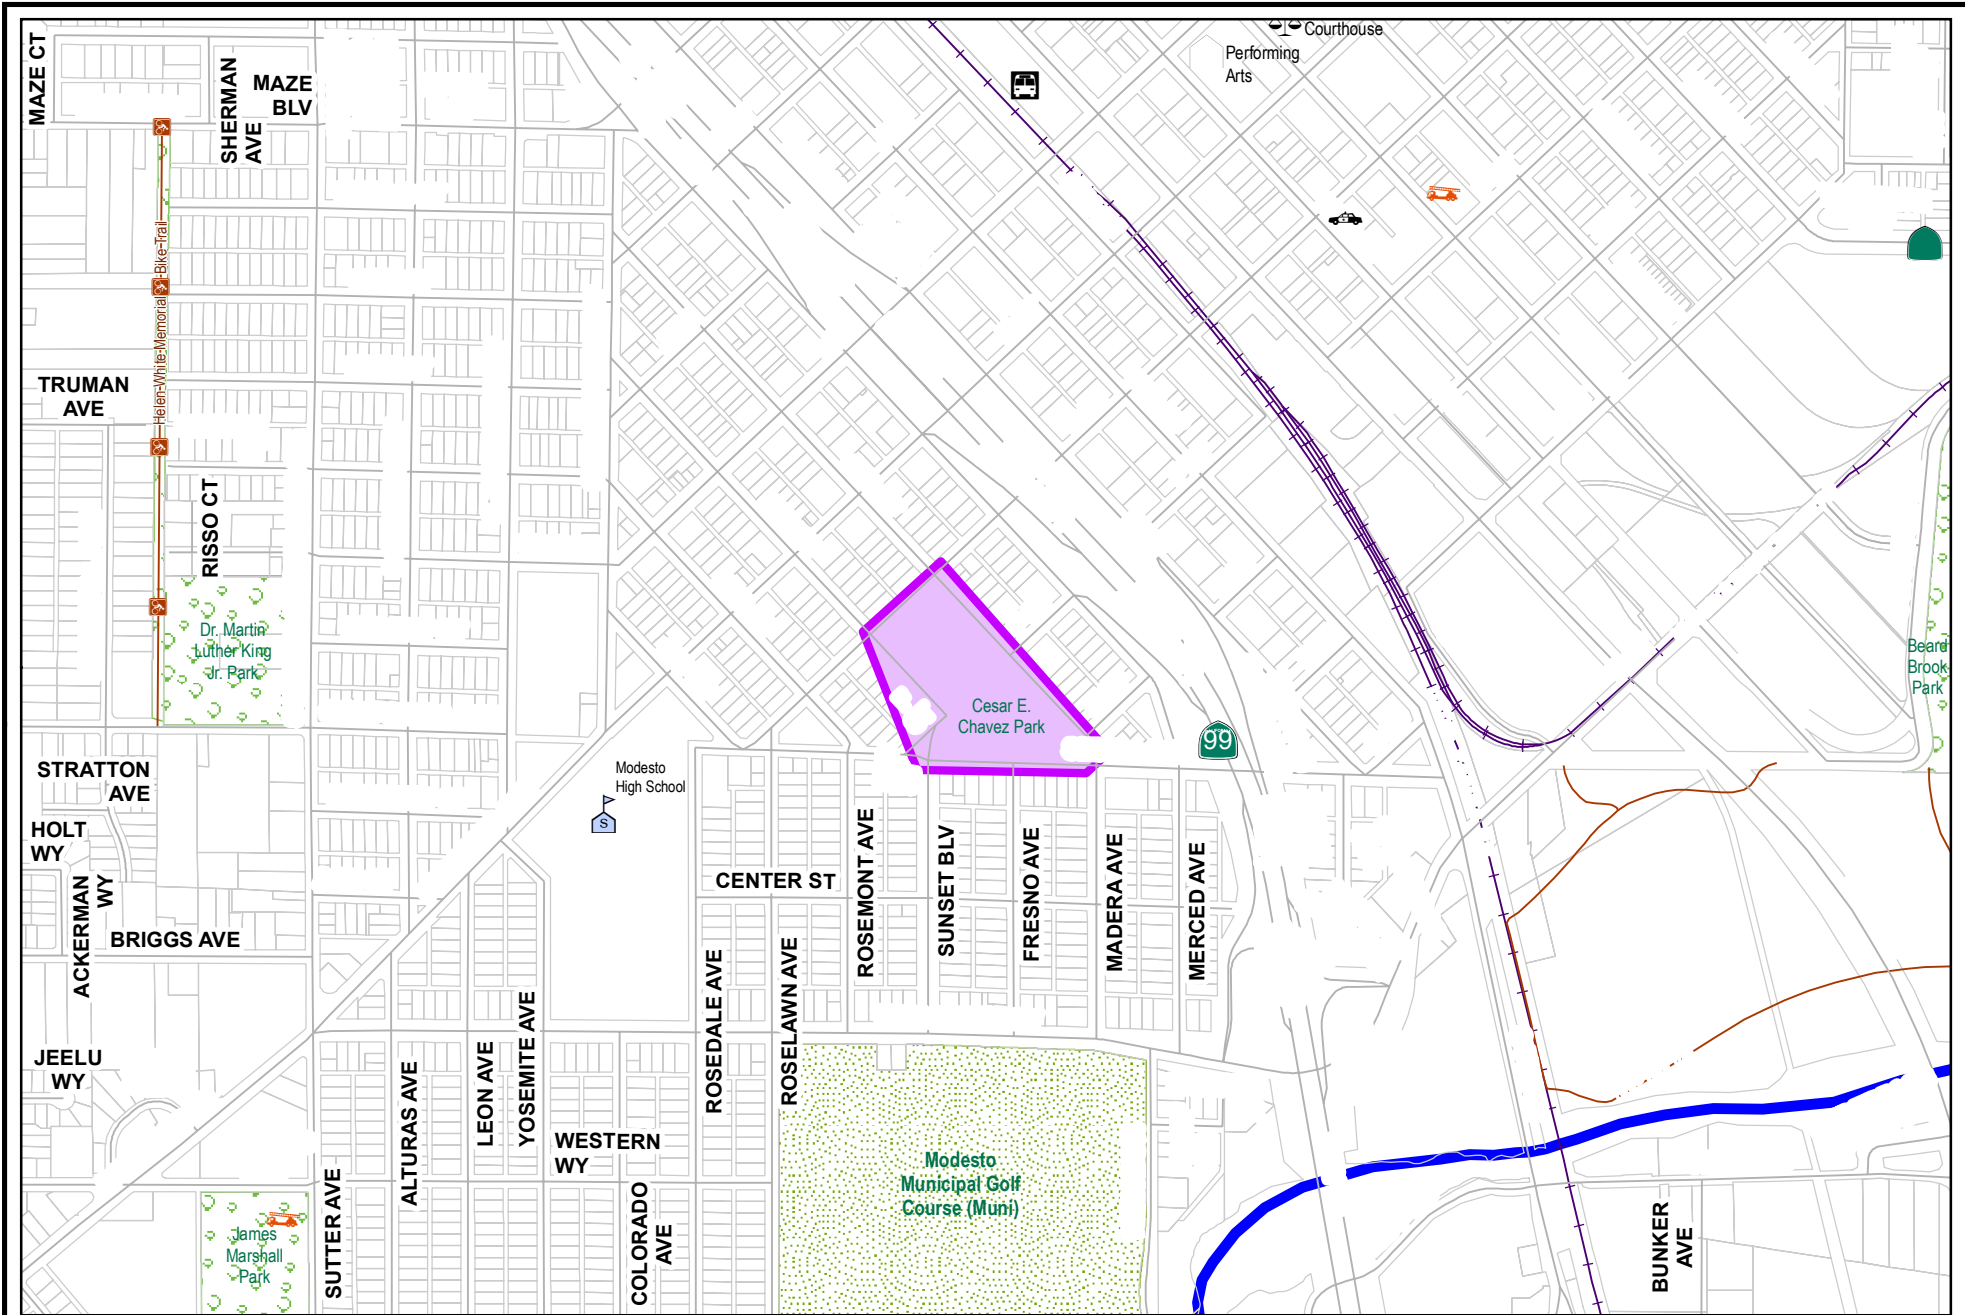 Courthouse
Performing
Arts
MAZE CT
SHERMAN
AVE
MAZE
BLV
Helen White Memorial Bike Trail
TRUMAN
AVE
RISSO CT
Dr. Martin
Luther King
Jr. Park
Cesar E.
Chavez Park
Beard
Brook
Park
99
STRATTON
AVE
Modesto
High School
S
HOLT
WY
ACKERMAN
WY
BRIGGS AVE
CENTER ST
ROSEMONT AVE
SUNSET BLV
FRESNO AVE
MADERA AVE
MERCED AVE
ROSEDALE AVE
ROSELAWN AVE
JEELU
WY
ALTURAS AVE
LEON AVE
YOSEMITE AVE
WESTERN
WY
SUTTER AVE
COLORADO
AVE
Modesto
Municipal Golf
Course (Muni)
James
Marshall
Park
BUNKER
AVE